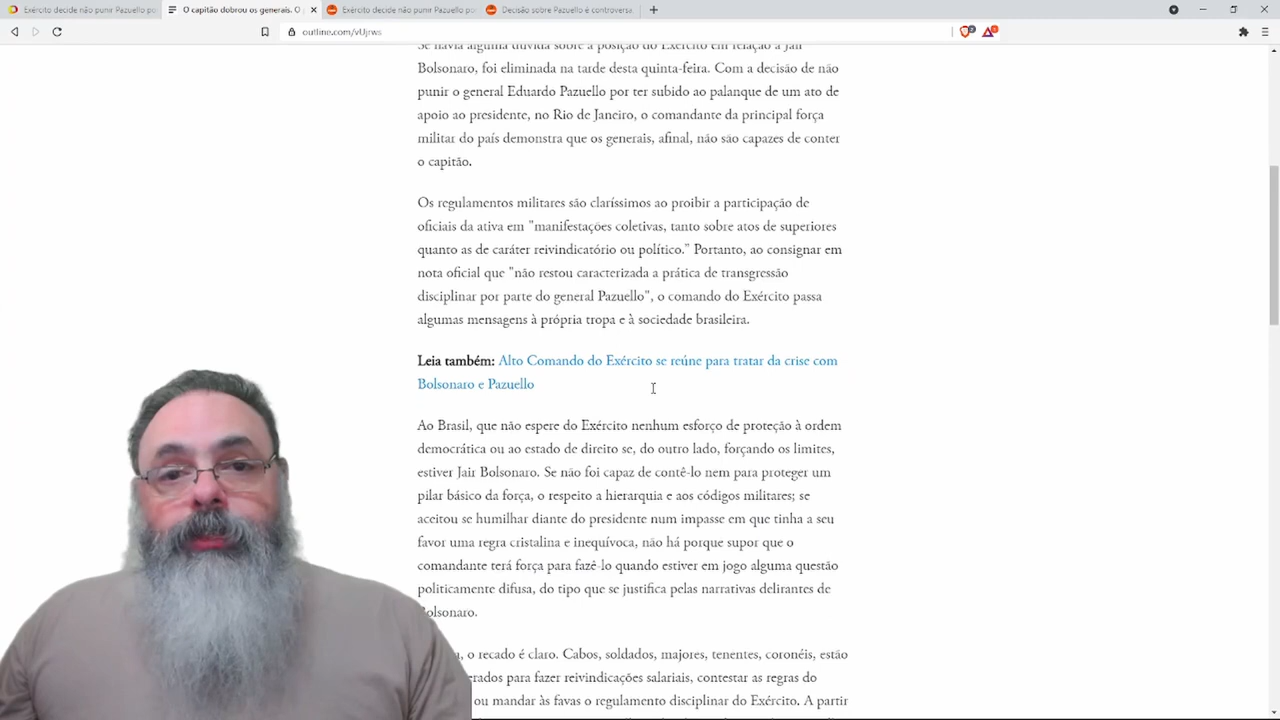 Exército decide não punir Pazuello po
O capitão dobrou os generais. O
Exército decide não punir Pazuello po
Decisão sobre Pazuello é controversa
outline.com/vUjrws
Se havia alguma dúvida sobre a posição do Exército em relação a Jair
Bolsonaro, foi eliminada na tarde desta quinta-feira. Com a decisão de não
punir o general Eduardo Pazuello por ter subido ao palanque de um ato de
apoio ao presidente, no Rio de Janeiro, o comandante da principal força
militar do país demonstra que os generais, afinal, não são capazes de conter
o capitão.
Os regulamentos militares são claríssimos ao proibir a participação de
oficiais da ativa em "manifestações coletivas, tanto sobre atos de superiores
quanto as de caráter reivindicatório ou político." Portanto, ao consignar em
nota oficial que "não restou caracterizada a prática de transgressão
disciplinar por parte do general Pazuello", o comando do Exército passa
algumas mensagens à própria tropa e à sociedade brasileira.
Leia também: Alto Comando do Exército se reúne para tratar da crise com
Bolsonaro e Pazuello
Ao Brasil, que não espere do Exército nenhum esforço de proteção à ordem
democrática ou ao estado de direito se, do outro lado, forçando os limites,
estiver Jair Bolsonaro. Se não foi capaz de contê-lo nem para proteger um
pilar básico da força, o respeito a hierarquia e aos códigos militares; se
aceitou se humilhar diante do presidente num impasse em que tinha a seu
favor uma regra cristalina e inequívoca, não há porque supor que o
comandante terá força para fazê-lo quando estiver em jogo alguma questão
politicamente difusa, do tipo que se justifica pelas narrativas delirantes de
Bolsonaro.
o recado é claro. Cabos, soldados, majores, tenentes, coronéis, estão
para fazer reivindicações salariais, contestar as regras do
ou mandar às favas o regulamento disciplinar do Exército. A partir